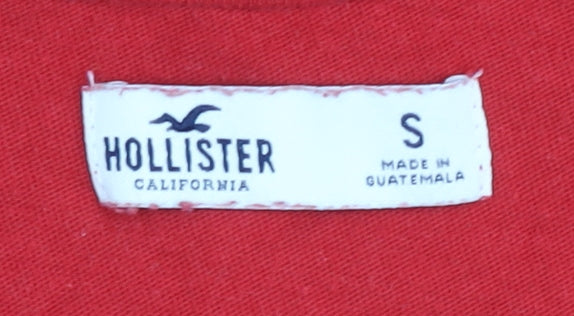 HOLLISTER
CALIFORNIA
S
MADE IN
GUATEMALA